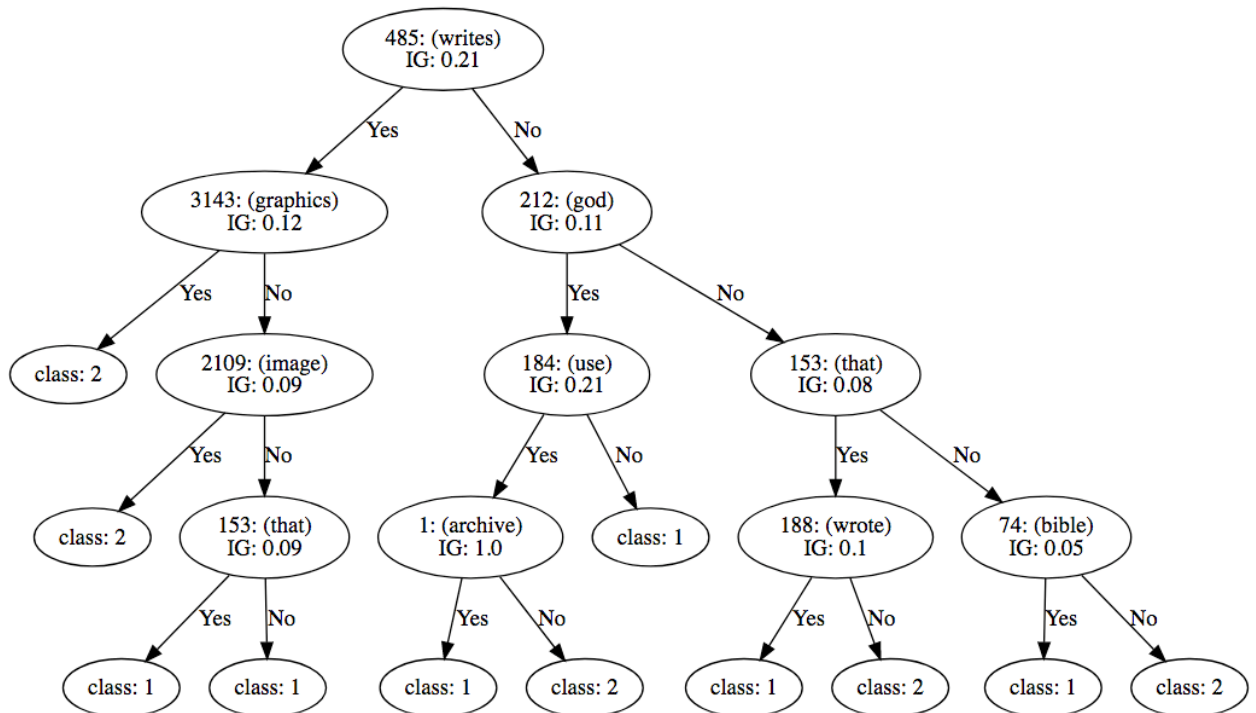 485: (writes)
IG: 0.21
Yes
No
3143: (graphics)
IG: 0.12
212: (god)
IG: 0.11
Yes
No
Yes
No
class: 2
2109: (image)
IG: 0.09
184: (use)
IG: 0.21
153: (that)
IG: 0.08
Yes
No
Yes
No
Yes
No
class: 2
153: (that)
IG: 0.09
1: (archive)
IG: 1.0
class: 1
188: (wrote)
IG: 0.1
74: (bible)
IG: 0.05
Yes
No
Yes
No
Yes
No
Yes
No
class: 1
class: 1
class: 1
class: 2
class: 1
class: 2
class: 1
class: 2